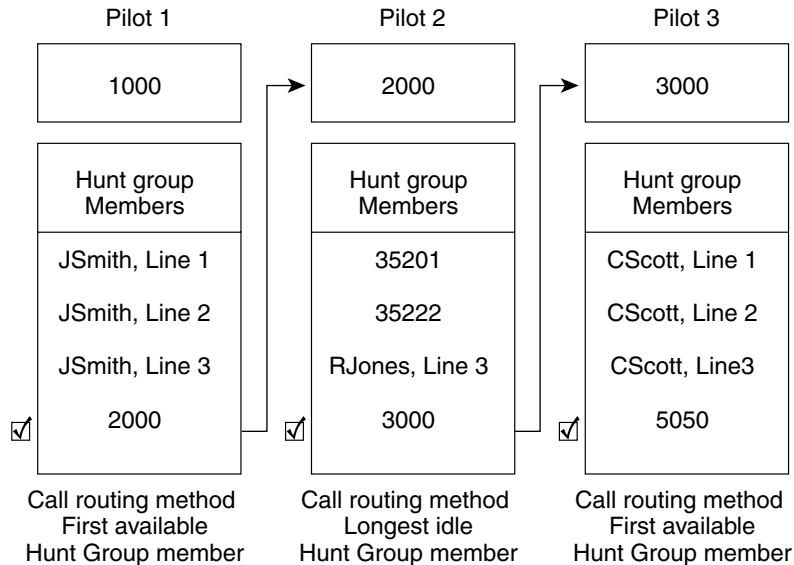 Pilot 1
1000
Hunt group
Members
JSmith, Line 1
JSmith, Line 2
JSmith, Line 3
2000
Call routing method
First available
Hunt Group member
Pilot 2
2000
Hunt group
Members
35201
35222
RJones, Line 3
3000
Call routing method
Longest idle
Hunt Group member
Pilot 3
3000
Hunt group
Members
CScott, Line 1
CScott, Line 2
CScott, Line3
5050
Call routing method
First available
Hunt Group member